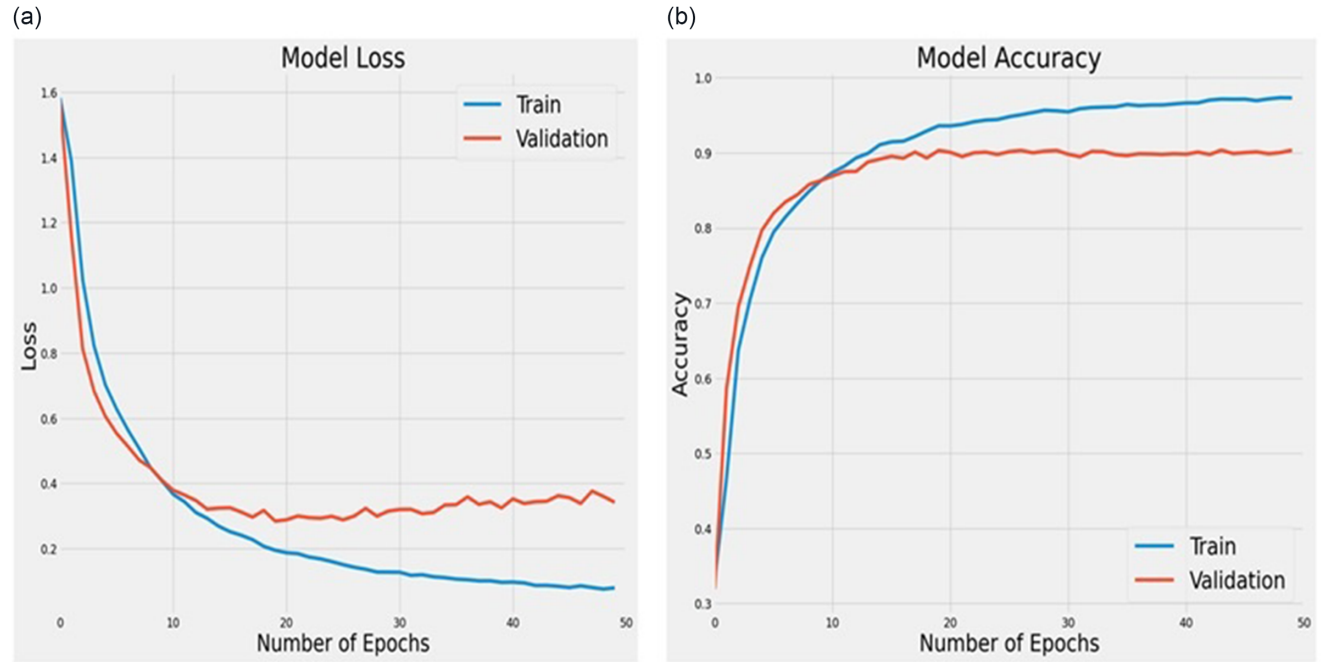 (a)
Model Loss
Train
Validation
1.6
1.4
1.2
1.0
0.8
0.6
0.4
0.2
Loss
0 10 20 30 40 50
Number of Epochs
(b)
Model Accuracy
1.0
0.9
0.8
0.7
0.6
0.5
0.4
0.3
Accuracy
Train
Validation
0 10 20 30 40 50
Number of Epochs